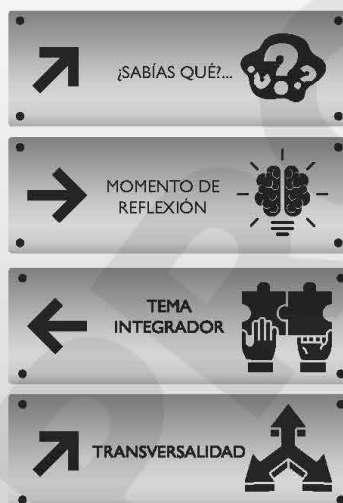 ¿SABÍAS QUÉ?...
MOMENTO DE
REFLEXIÓN
TEMA
INTEGRADOR
TRANSVERSALIDAD